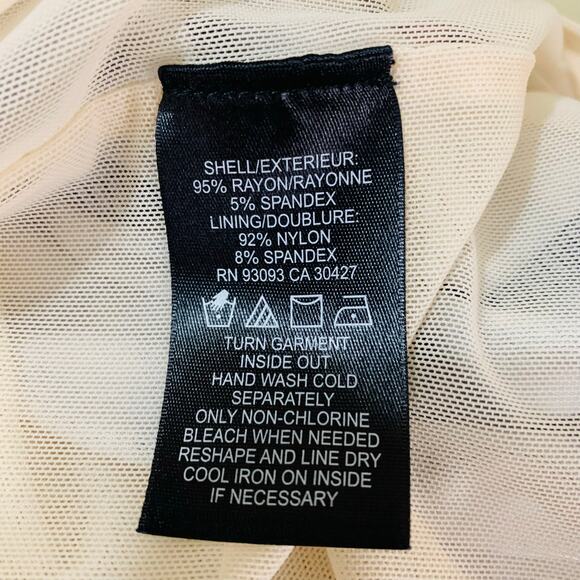 SHELL/EXTERIEUR:
95% RAYON/RAYONNE
5% SPANDEX
LINING/DOUBLURE:
92% NYLON
8% SPANDEX
RN 93093 CA 30427
TURN GARMENT
INSIDE OUT
HAND WASH COLD
SEPARATELY
ONLY NON-CHLORINE
BLEACH WHEN NEEDED
RESHAPE AND LINE DRY
COOL IRON ON INSIDE
IF NECESSARY